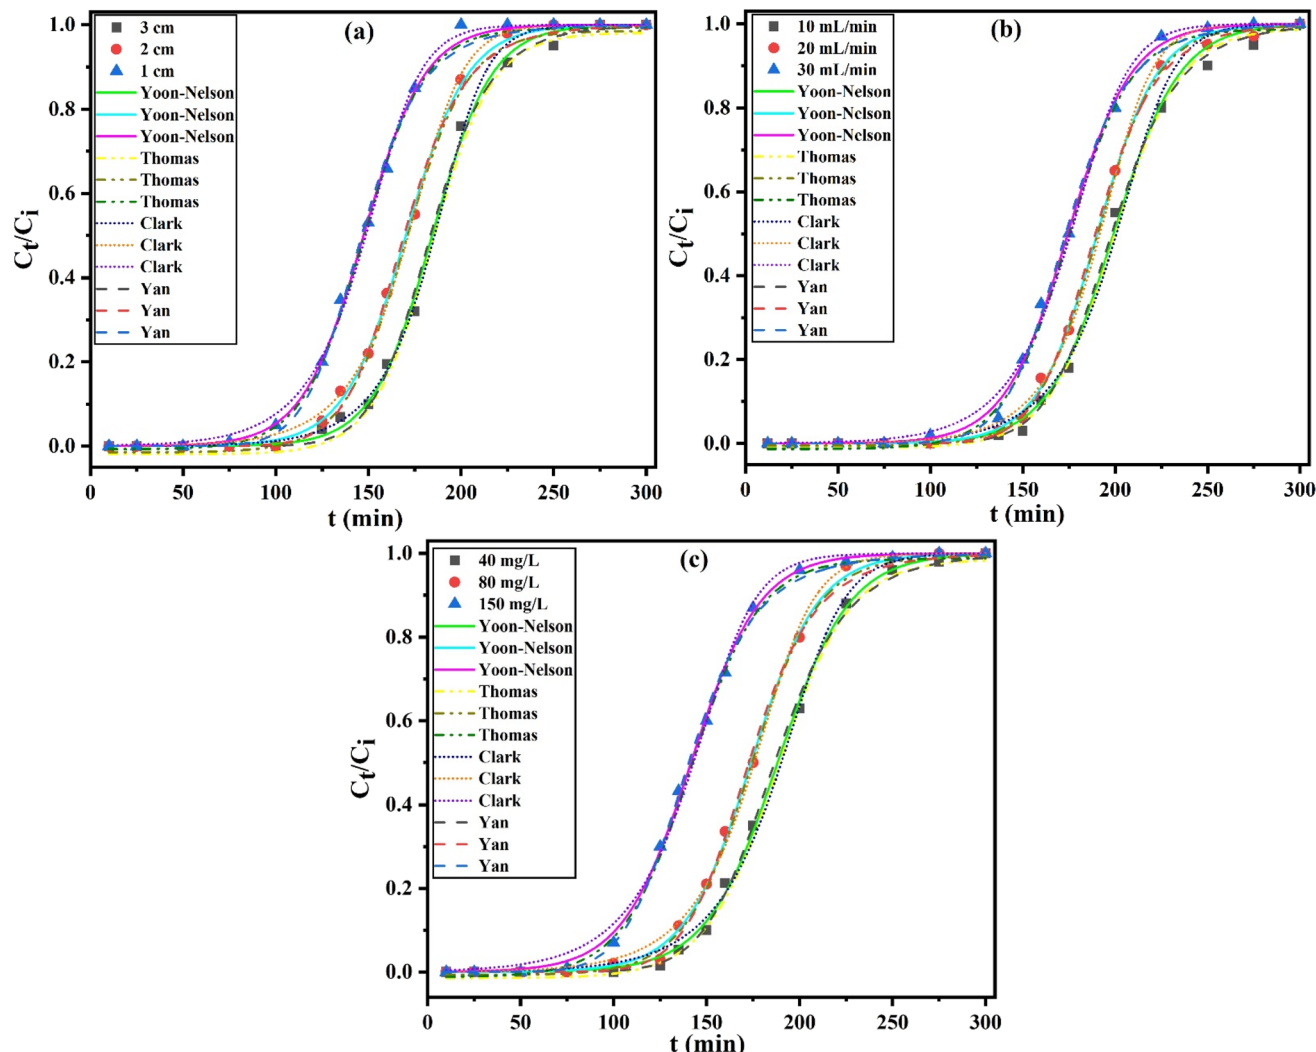 (a)
3 cm
2 cm
1 cm
Yoon-Nelson
Yoon-Nelson
Yoon-Nelson
Thomas
Thomas
Thomas
Clark
Clark
Clark
Yan
Yan
Yan
1.0
0.8
0.6
0.4
0.2
0.0
Ct/Ci
0 50 100 150 200 250 300
t (min)
(b)
10 mL/min
20 mL/min
30 mL/min
Yoon-Nelson
Yoon-Nelson
Yoon-Nelson
Thomas
Thomas
Thomas
Clark
Clark
Clark
Yan
Yan
Yan
1.0
0.8
0.6
0.4
0.2
0.0
Ct/Ci
0 50 100 150 200 250 300
t (min)
(c)
40 mg/L
80 mg/L
150 mg/L
Yoon-Nelson
Yoon-Nelson
Yoon-Nelson
Thomas
Thomas
Thomas
Clark
Clark
Clark
Yan
Yan
Yan
1.0
0.8
0.6
0.4
0.2
0.0
Ct/Ci
0 50 100 150 200 250 300
t (min)